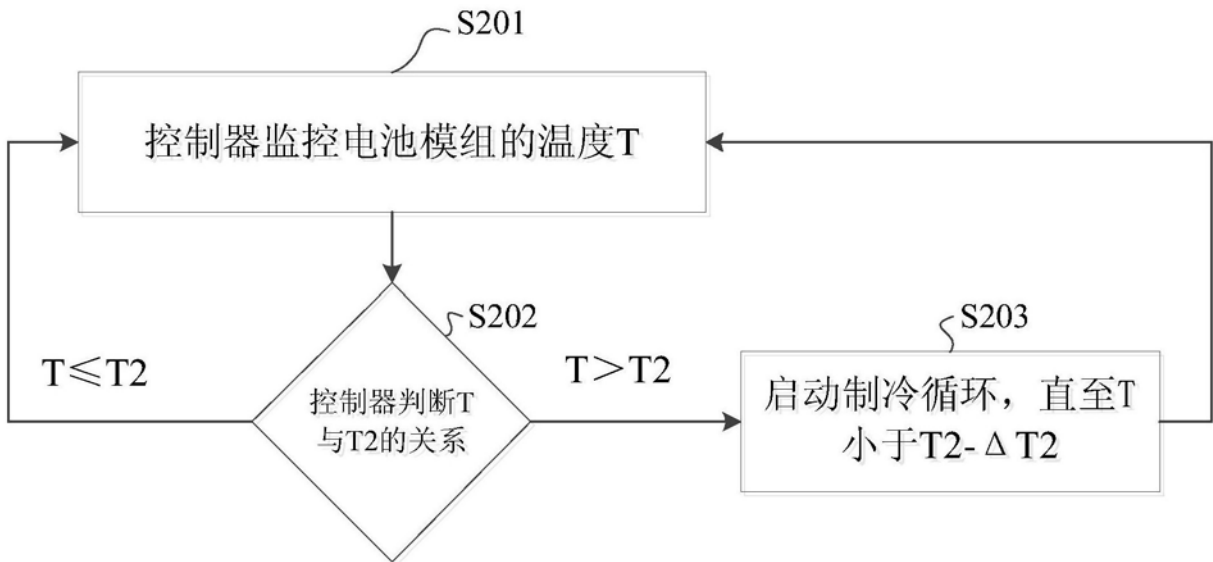 S201
控制器监控电池模组的温度T
S202
T≤T2
控制器判断T
与T2的关系
T＞T2
S203
启动制冷循环，直至T
小于T2-ΔT2